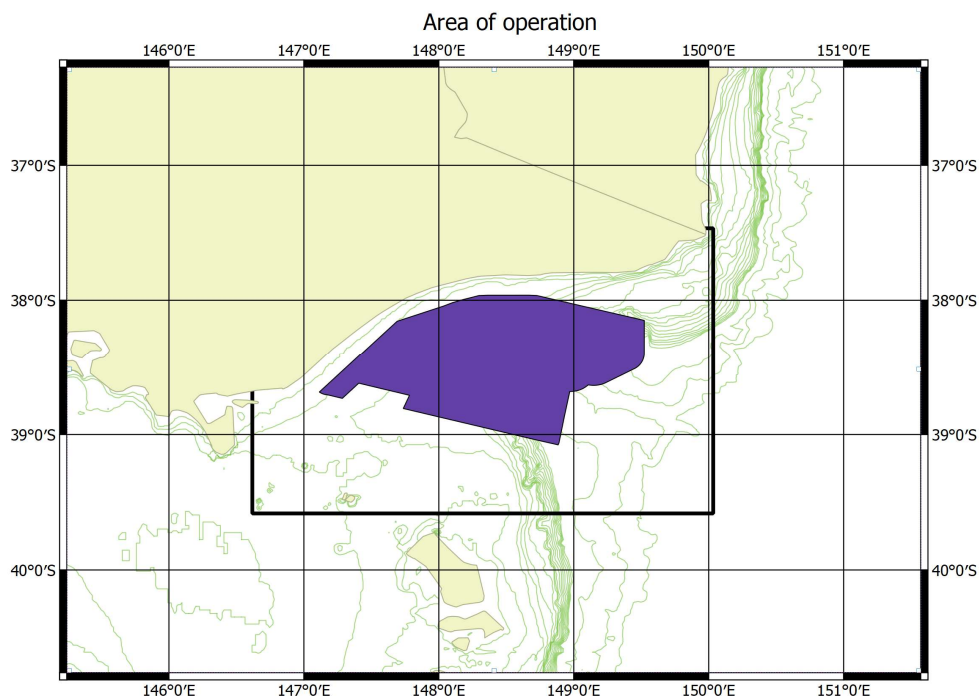 Area of operation
146°0′E 147°0′E 148°0′E 149°0′E 150°0′E 151°0′E
37°0′S 37°0′S
38°0′S 38°0′S
39°0′S 39°0′S
40°0′S 40°0′S
146°0′E 147°0′E 148°0′E 149°0′E 150°0′E 151°0′E